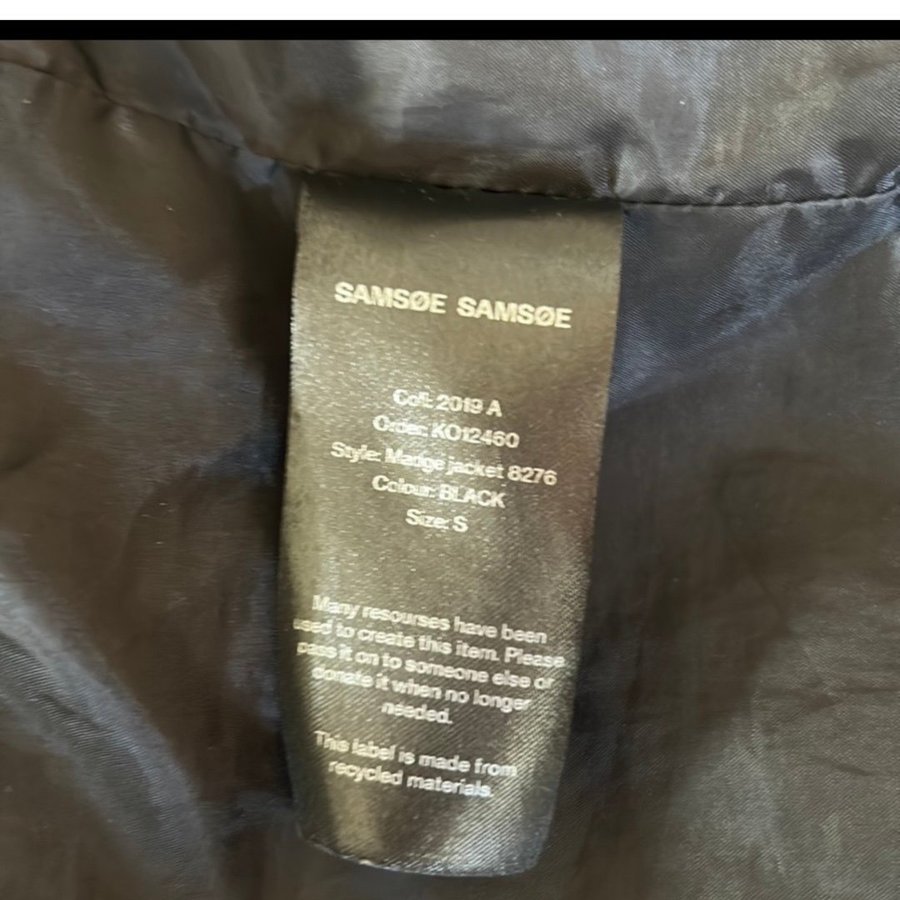 SAMSØE SAMSØE
Coll: 2019 A
Order: KO12460
Style: Madge jacket 8276
Colour: BLACK
Size: S
Many resourses have been
used to create this item. Please
pass it on to someone else or
donate it when no longer
needed.
This label is made from
recycled materials.